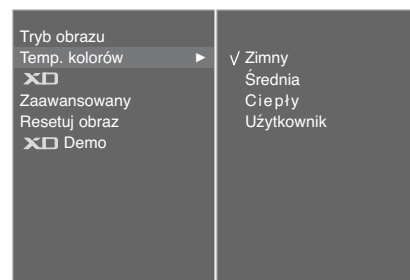 Tryb obrazu
Temp. kolorów ►
XD
Zaawansowany
Resetuj obraz
XD Demo
√ Zimny
Średnia
Ciepły
Użytkownik